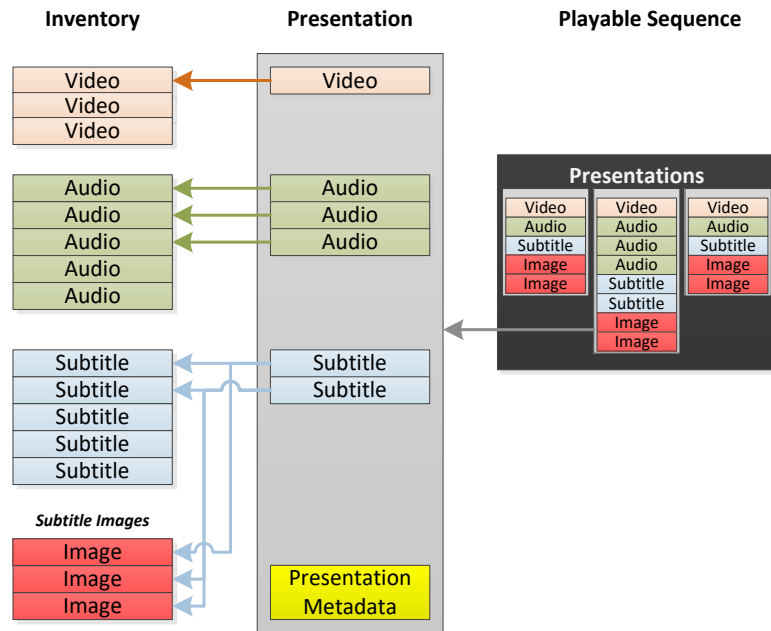 Inventory
Presentation
Playable Sequence
Video
Video
Video
Audio
Audio
Audio
Audio
Audio
Subtitle
Subtitle
Subtitle
Subtitle
Subtitle
Subtitle Images
Image
Image
Image
Video
Audio
Audio
Audio
Subtitle
Subtitle
Presentation
Metadata
Presentations
Video
Audio
Subtitle
Image
Image
Video
Audio
Audio
Audio
Subtitle
Subtitle
Image
Image
Video
Audio
Subtitle
Image
Image